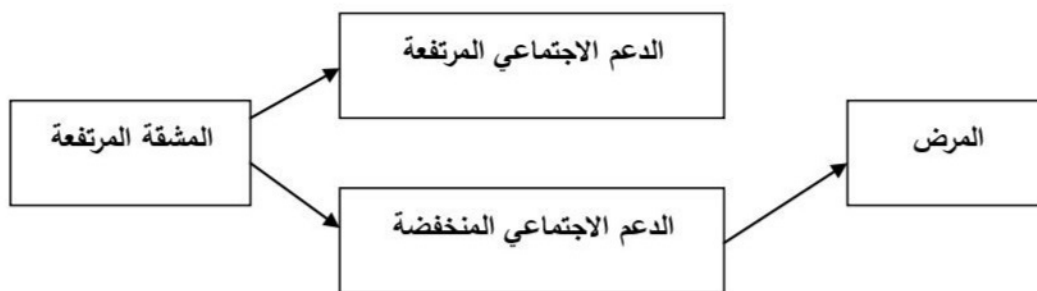 الدعم الاجتماعي المرتفعة
المشقة المرتفعة
المرض
الدعم الاجتماعي المنخفضة